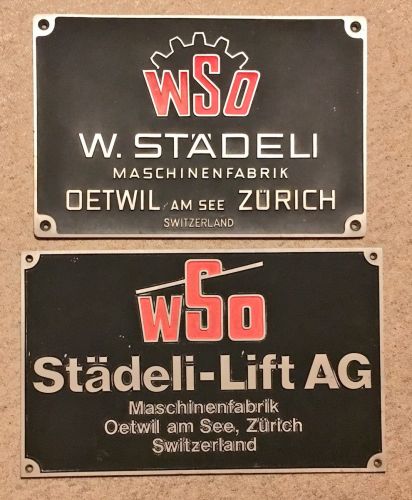 WSO
W. STÄDELI
MASCHINENFABRIK
OETWIL AM SEE ZÜRICH
SWITZERLAND
WSO
Städeli-Lift AG
Maschinenfabrik
Oetwil am See, Zürich
Switzerland